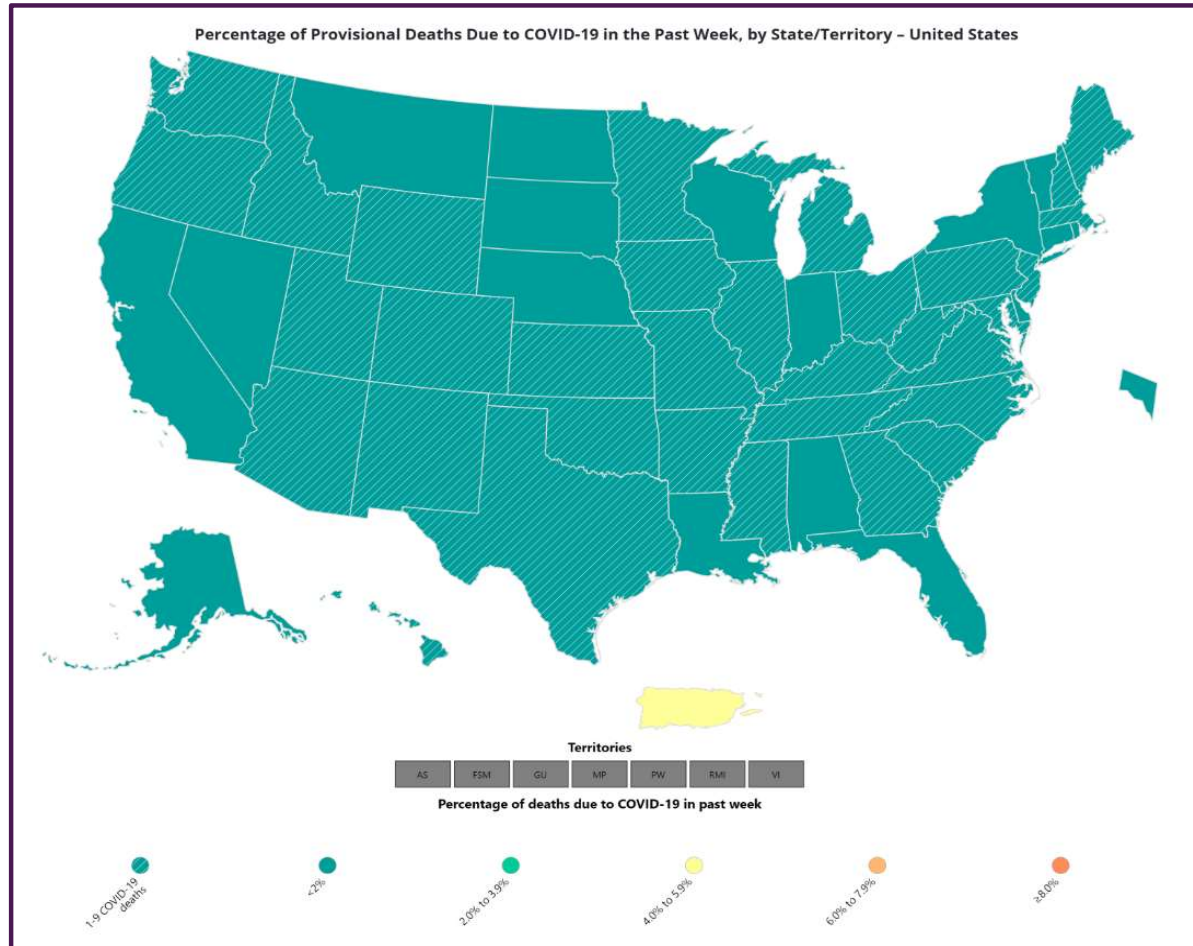 Percentage of Provisional Deaths Due to COVID-19 in the Past Week, by State/Territory – United States
Territories
AS FSM GU MP PW RMI VI
Percentage of deaths due to COVID-19 in past week
1-9 COVID-19
deaths
<2%
2.0% to 3.9%
4.0% to 5.9%
6.0% to 7.9%
≥8.0%